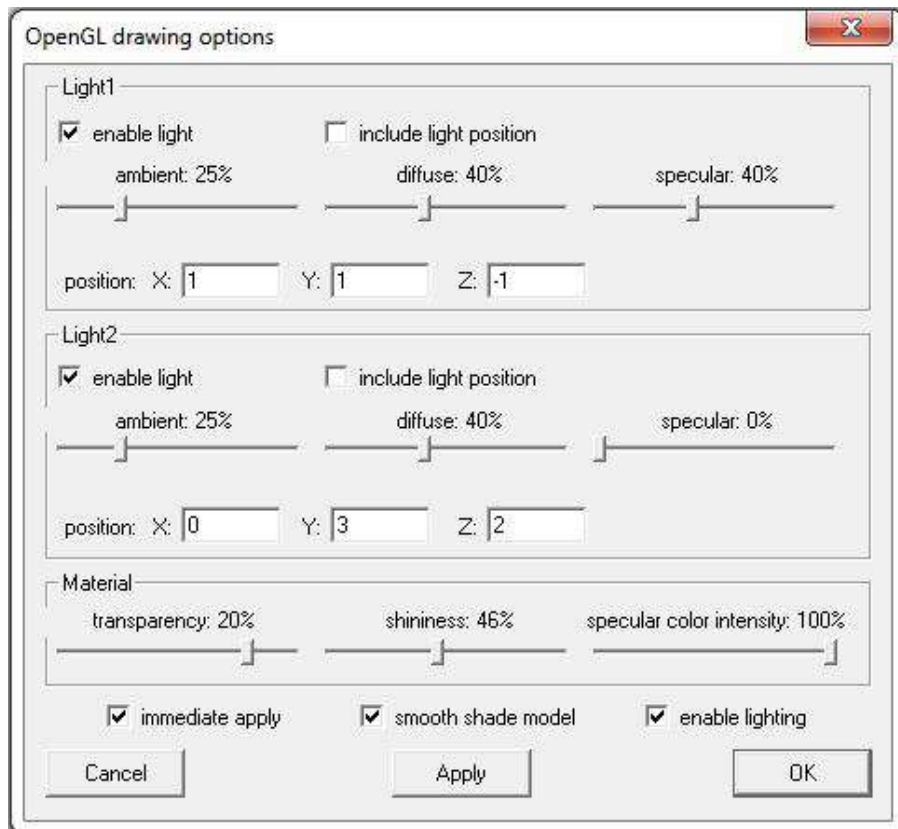 OpenGL drawing options
Light1
enable light include light position
ambient: 25% diffuse: 40% specular: 40%
position: X: 1 Y: 1 Z: -1
Light2
enable light include light position
ambient: 25% diffuse: 40% specular: 0%
position: X: 0 Y: 3 Z: 2
Material
transparency: 20% shininess: 46% specular color intensity: 100%
immediate apply smooth shade model enable lighting
Cancel Apply OK